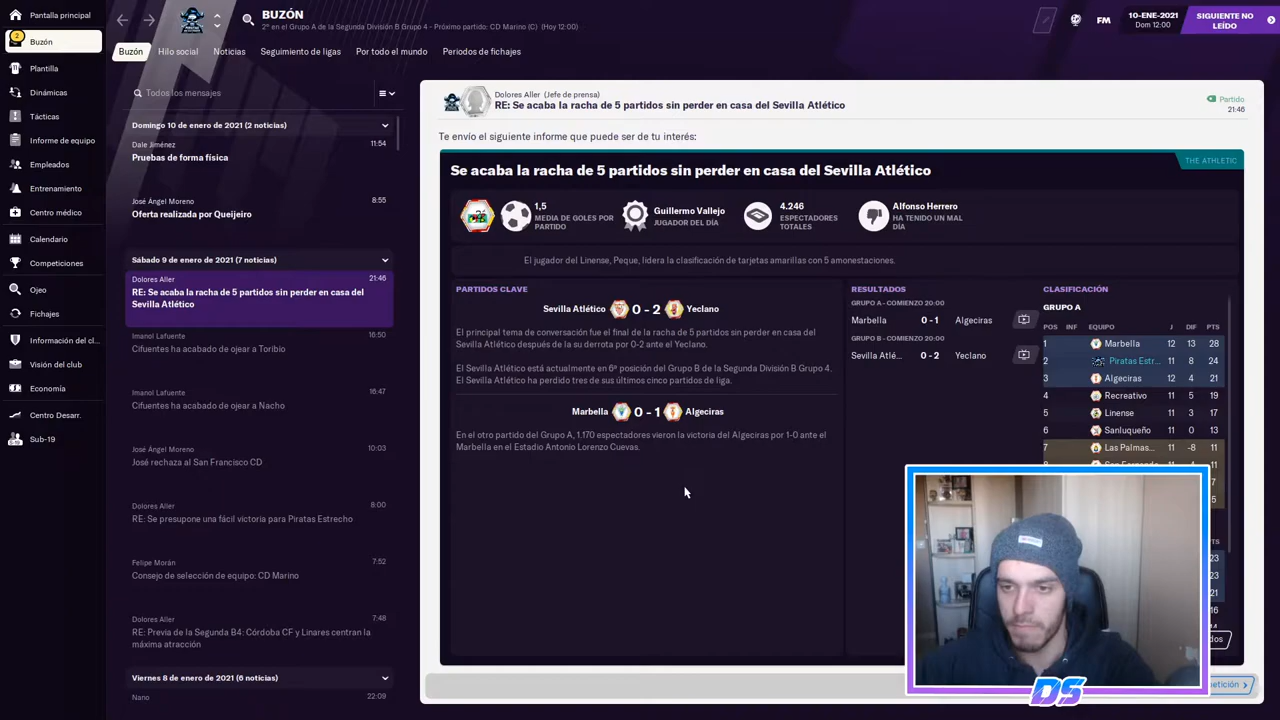 Pantalla principal
2
Buzón
Plantilla
Dinámicas
Tácticas
Informe de equipo
Empleados
Entrenamiento
Centro médico
Calendario
Competiciones
Ojeo
Fichajes
Información del cl...
Visión del club
Economía
Centro Desarr.
Sub-19
BUZÓN
2º en el Grupo A de la Segunda División B Grupo 4 - Próximo partido: CD Marino (C) (Hoy 12:00)
FM
10-ENE-2021
Dom 12:00
SIGUIENTE NO LEÍDO
Buzón
Hilo social
Noticias
Seguimiento de ligas
Por todo el mundo
Periodos de fichajes
Todos los mensajes
Domingo 10 de enero de 2021 (2 noticias)
Dale Jiménez
11:54
Pruebas de forma física
José Ángel Moreno
8:55
Oferta realizada por Queijeiro
Sábado 9 de enero de 2021 (7 noticias)
Dolores Aller
21:46
RE: Se acaba la racha de 5 partidos sin perder en casa del
Sevilla Atlético
Imanol Lafuente
16:50
Cifuentes ha acabado de ojear a Toribio
Imanol Lafuente
16:47
Cifuentes ha acabado de ojear a Nacho
José Ángel Moreno
10:03
José rechaza al San Francisco CD
Dolores Aller
8:00
RE: Se presupone una fácil victoria para Piratas Estrecho
Felipe Morán
7:52
Consejo de selección de equipo: CD Marino
Dolores Aller
7:48
RE: Previa de la Segunda B4: Córdoba CF y Linares centran la
máxima atracción
Viernes 8 de enero de 2021 (6 noticias)
Nano
22:09
Dolores Aller (Jefe de prensa)
RE: Se acaba la racha de 5 partidos sin perder en casa del Sevilla Atlético
Partido
21:46
Te envío el siguiente informe que puede ser de tu interés:
THE ATHLETIC
Se acaba la racha de 5 partidos sin perder en casa del Sevilla Atlético
1,5
MEDIA DE GOLES POR
PARTIDO
Guillermo Vallejo
JUGADOR DEL DÍA
4.246
ESPECTADORES
TOTALES
Alfonso Herrero
HA TENIDO UN MAL
DÍA
El jugador del Linense, Peque, lidera la clasificación de tarjetas amarillas con 5 amonestaciones.
PARTIDOS CLAVE
Sevilla Atlético 0 - 2 Yeclano
El principal tema de conversación fue el final de la racha de 5 partidos sin perder en casa del
Sevilla Atlético después de la su derrota por 0-2 ante el Yeclano.
El Sevilla Atlético está actualmente en 6ª posición del Grupo B de la Segunda División B Grupo 4.
El Sevilla Atlético ha perdido tres de sus últimos cinco partidos de liga.
Marbella 0 - 1 Algeciras
En el otro partido del Grupo A, 1.170 espectadores vieron la victoria del Algeciras por 1-0 ante el
Marbella en el Estadio Antonio Lorenzo Cuevas.
RESULTADOS
GRUPO A - COMIENZO 20:00
Marbella 0 - 1 Algeciras
GRUPO B - COMIENZO 20:00
Sevilla Atlé... 0 - 2 Yeclano
CLASIFICACIÓN
GRUPO A
POS INF EQUIPO J DIF PTS
1 Marbella 12 13 28
2 Piratas Estr... 11 8 24
3 Algeciras 12 4 21
4 Recreativo 11 5 19
5 Linense 11 3 17
6 Sanluqueño 11 0 13
7 Las Palmas... 11 -8 11
11
7
5
PTS
23
23
21
16
DS